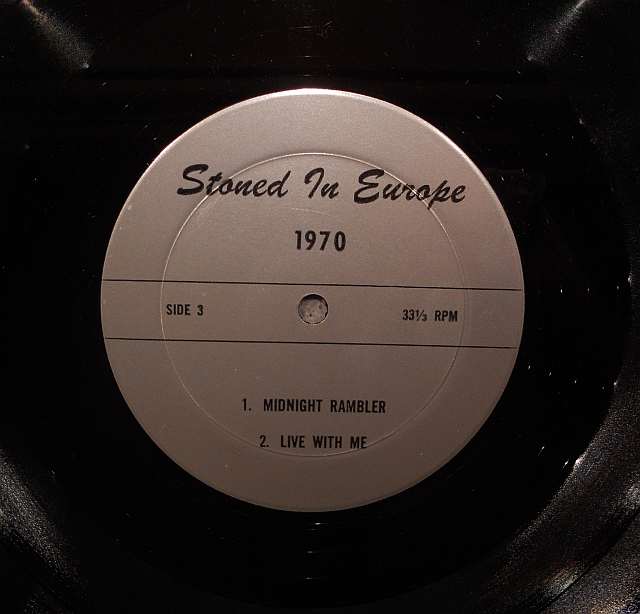 Stoned In Europe
1970
SIDE 3 33⅓ RPM
1. MIDNIGHT RAMBLER
2. LIVE WITH ME